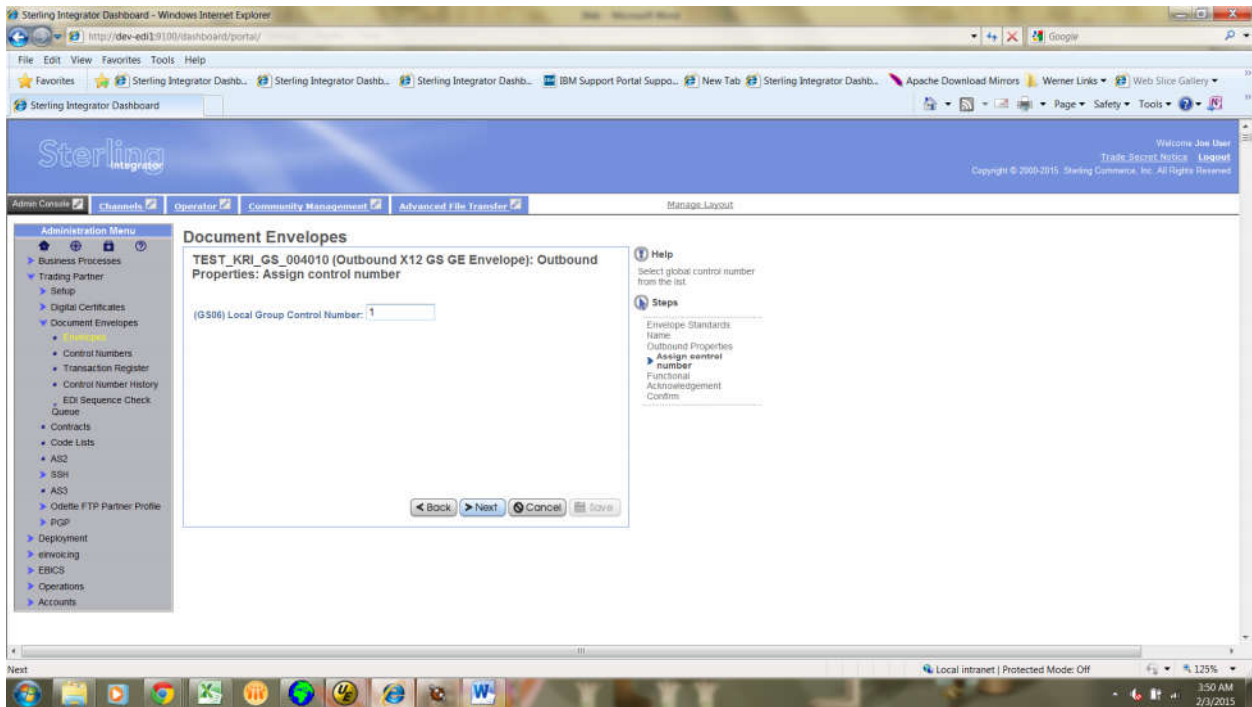 Sterling Integrator Dashboard - Windows Internet Explorer
http://dev-edi1:9100/dashboard/portal/
Google
File Edit View Favorites Tools Help
Favorites Sterling Integrator Dashb... Sterling Integrator Dashb... Sterling Integrator Dashb... IBM Support Portal Suppo... New Tab Sterling Integrator Dashb... Apache Download Mirrors Werner Links Web Slice Gallery
Sterling Integrator Dashboard
Page Safety Tools
Sterling Integrator
Welcome Joe User
Trade Secret Notice Logout
Copyright © 2000-2015. Sterling Commerce, Inc. All Rights Reserved
Admin Console Channels Operator Community Management Advanced File Transfer Manage Layout
Administration Menu
Business Processes
Trading Partner
Setup
Digital Certificates
Document Envelopes
Envelopes
Control Numbers
Transaction Register
Control Number History
EDI Sequence Check
Queue
Contracts
Code Lists
AS2
SSH
AS3
Odette FTP Partner Profile
PGP
Deployment
eInvoicing
EBICS
Operations
Accounts
Document Envelopes
TEST_KRI_GS_004010 (Outbound X12 GS GE Envelope): Outbound
Properties: Assign control number
(GS06) Local Group Control Number: 1
Back Next Cancel Save
Help
Select global control number
from the list.
Steps
Envelope Standards
Name
Outbound Properties
Assign control
number
Functional
Acknowledgement
Confirm
Next
Local intranet | Protected Mode: Off
125%
3:50 AM
2/3/2015